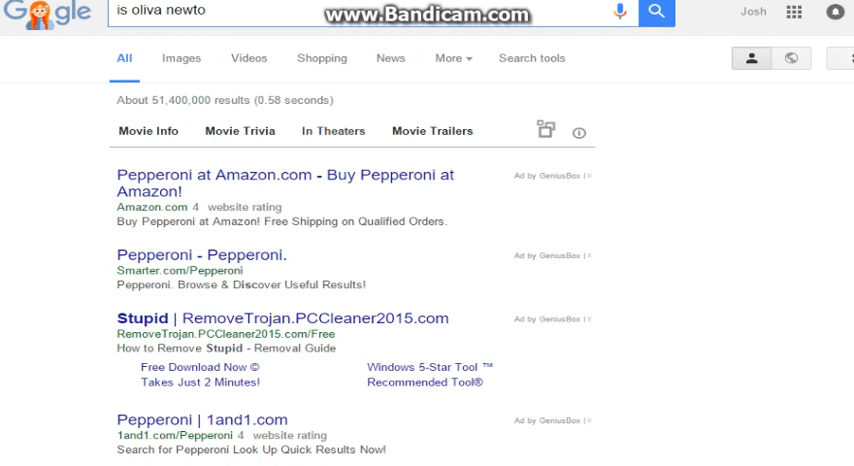 Google
is oliva newto
www.Bandicam.com
Josh
All Images Videos Shopping News More Search tools
About 51,400,000 results (0.58 seconds)
Movie Info Movie Trivia In Theaters Movie Trailers
Pepperoni at Amazon.com - Buy Pepperoni at
Amazon!
Ad by GeniusBox |x
Amazon.com 4 website rating
Buy Pepperoni at Amazon! Free Shipping on Qualified Orders.
Pepperoni - Pepperoni.
Ad by GeniusBox |x
Smarter.com/Pepperoni
Pepperoni. Browse & Discover Useful Results!
Stupid | RemoveTrojan.PCCleaner2015.com
Ad by GeniusBox |x
RemoveTrojan.PCCleaner2015.com/Free
How to Remove Stupid - Removal Guide
Free Download Now © Windows 5-Star Tool ™
Takes Just 2 Minutes! Recommended Tool®
Pepperoni | 1and1.com
Ad by GeniusBox |x
1and1.com/Pepperoni 4 website rating
Search for Pepperoni Look Up Quick Results Now!